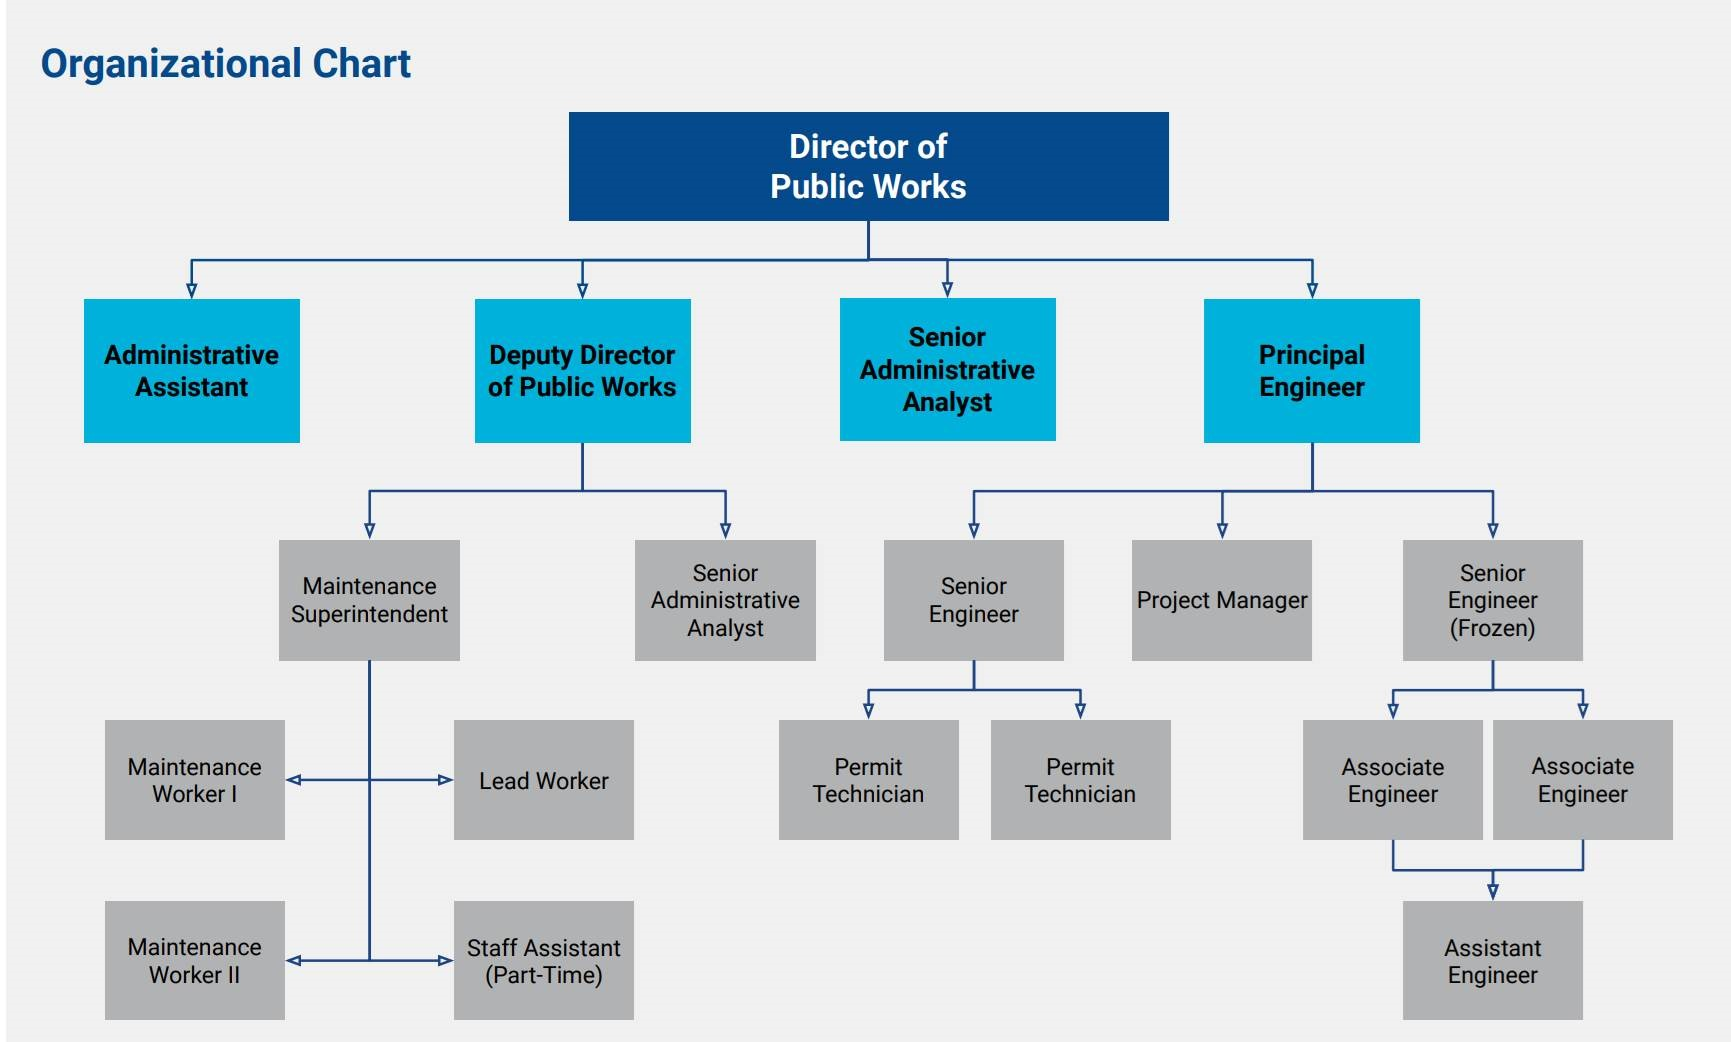 Organizational Chart
Director of
Public Works
Administrative
Assistant
Deputy Director
of Public Works
Senior
Administrative
Analyst
Principal
Engineer
Maintenance
Superintendent
Senior
Administrative
Analyst
Senior
Engineer
Project Manager
Senior
Engineer
(Frozen)
Maintenance
Worker I
Lead Worker
Permit
Technician
Permit
Technician
Associate
Engineer
Associate
Engineer
Maintenance
Worker II
Staff Assistant
(Part-Time)
Assistant
Engineer